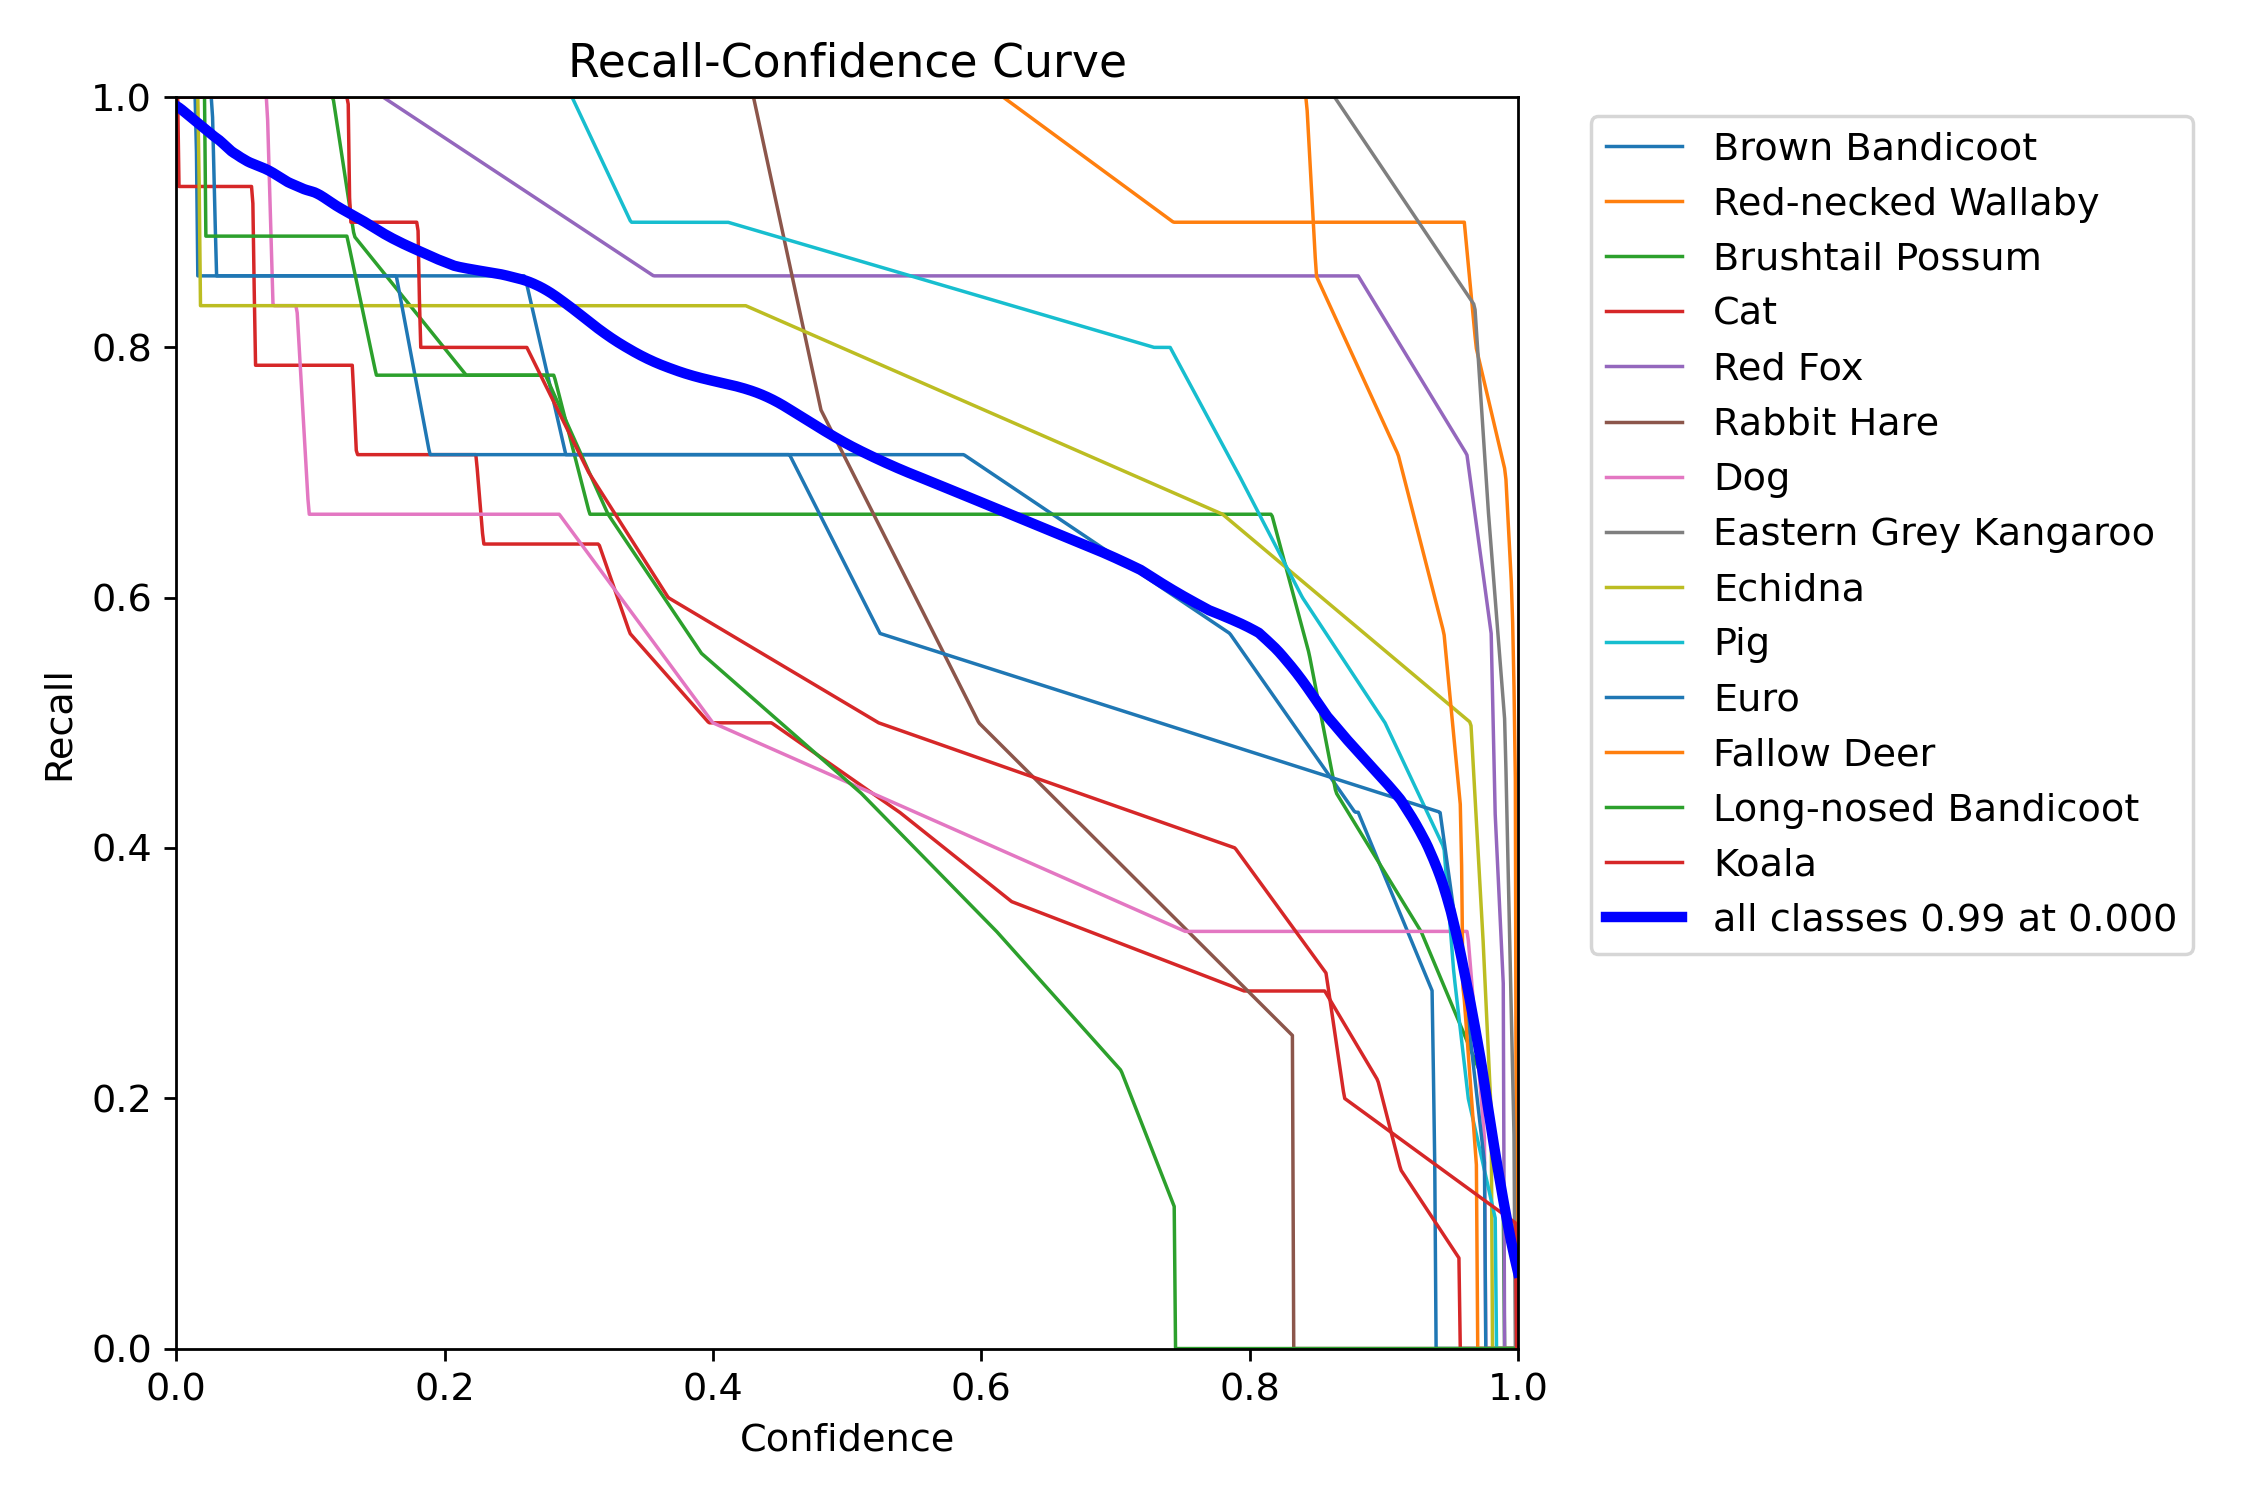 Recall-Confidence Curve
1.0
0.8
0.6
0.4
0.2
0.0
Recall
0.0 0.2 0.4 0.6 0.8 1.0
Confidence
Brown Bandicoot
Red-necked Wallaby
Brushtail Possum
Cat
Red Fox
Rabbit Hare
Dog
Eastern Grey Kangaroo
Echidna
Pig
Euro
Fallow Deer
Long-nosed Bandicoot
Koala
all classes 0.99 at 0.000